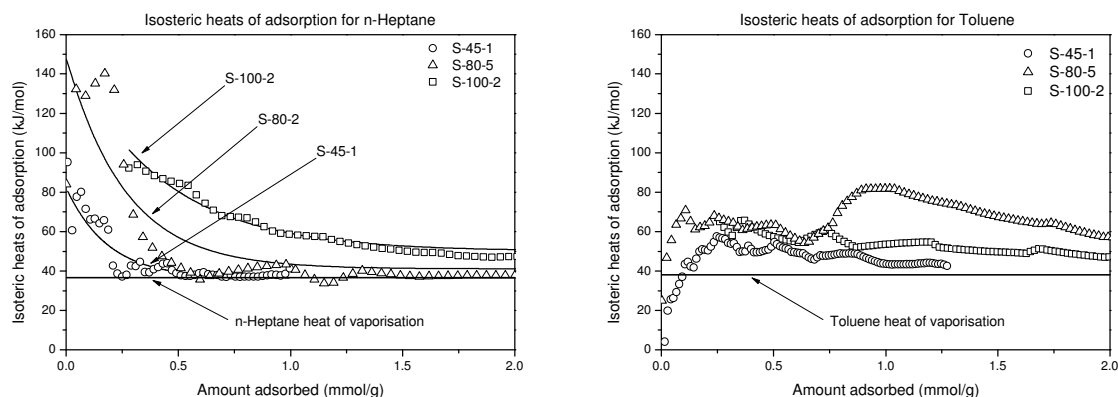 Isosteric heats of adsorption for n-Heptane
160
140
120
100
80
60
40
20
0
Isoteric heats of adsorption (kJ/mol)
S-45-1
S-80-5
S-100-2
S-100-2
S-80-2
S-45-1
n-Heptane heat of vaporisation
0.0 0.5 1.0 1.5 2.0
Amount adsorbed (mmol/g)
Isosteric heats of adsorption for Toluene
160
140
120
100
80
60
40
20
0
Isoteric heats of adsorption (kJ/mol)
S-45-1
S-80-5
S-100-2
Toluene heat of vaporisation
0.0 0.5 1.0 1.5 2.0
Amount adsorbed (mmol/g)